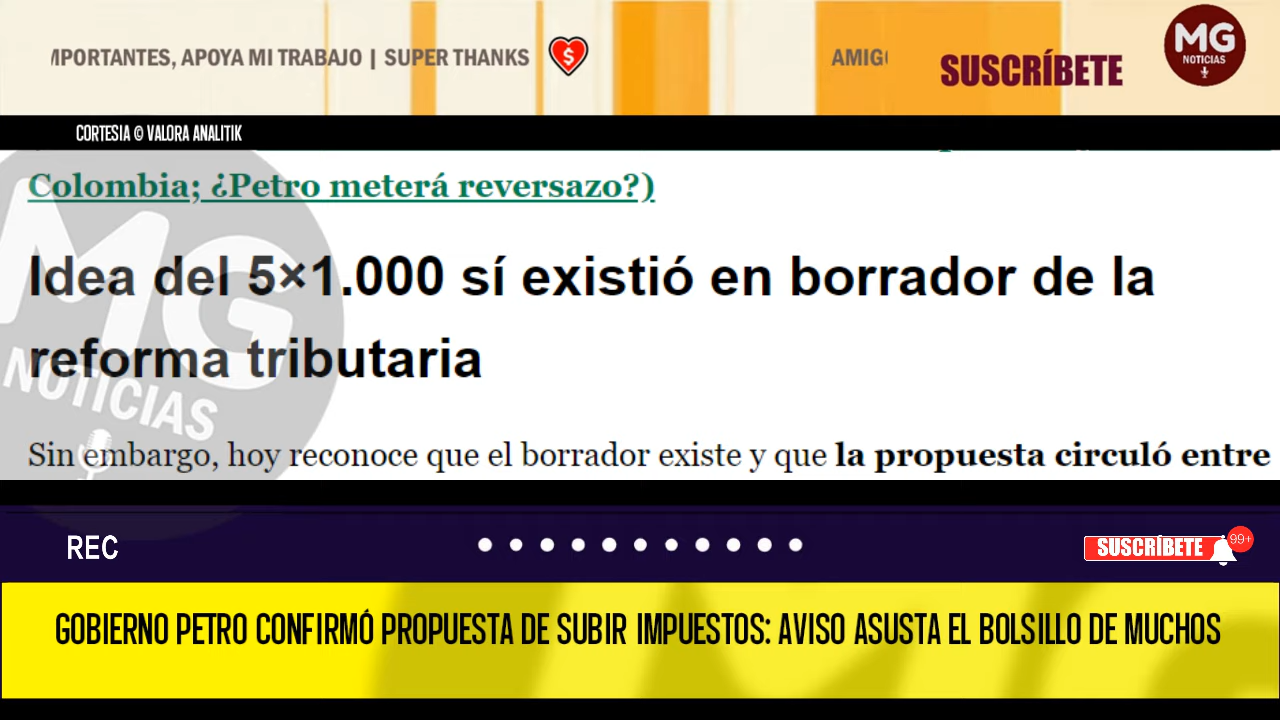 IMPORTANTES, APOYA MI TRABAJO | SUPER THANKS
$
AMIG
SUSCRÍBETE
MG
NOTICIAS
CORTESIA © VALORA ANALITIK
Colombia; ¿Petro meterá reversazo?)
Idea del 5×1.000 sí existió en borrador de la
reforma tributaria
Sin embargo, hoy reconoce que el borrador existe y que la propuesta circuló entre
MG
NOTICIAS
REC
SUSCRÍBETE
99+
GOBIERNO PETRO CONFIRMÓ PROPUESTA DE SUBIR IMPUESTOS: AVISO ASUSTA EL BOLSILLO DE MUCHOS